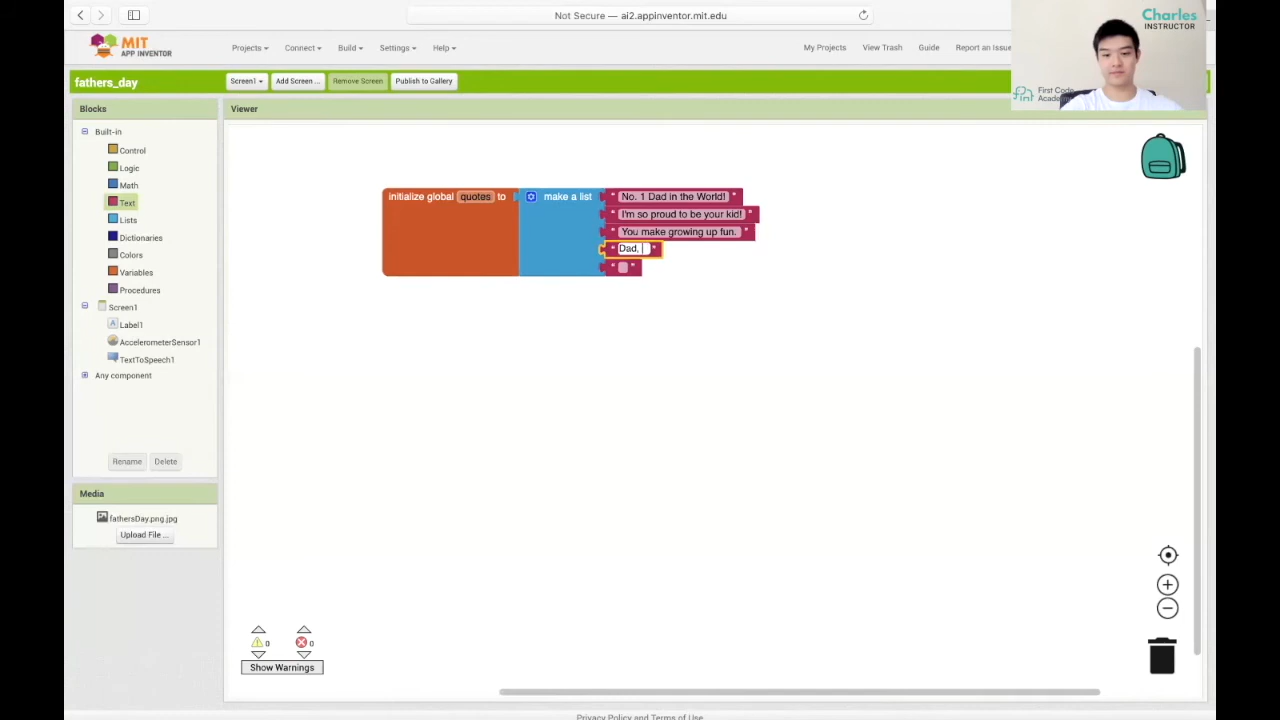 Not Secure — ai2.appinventor.mit.edu
Charles
INSTRUCTOR
MIT
APP INVENTOR
Projects
Connect
Build
Settings
Help
My Projects
View Trash
Guide
Report an Issue
First Code
Academy
fathers_day
Screen1
Add Screen ...
Remove Screen
Publish to Gallery
Blocks
Viewer
Built-in
Control
Logic
Math
Text
Lists
Dictionaries
Colors
Variables
Procedures
Screen1
Label1
AccelerometerSensor1
TextToSpeech1
Any component
Rename
Delete
Media
fathersDay.png.jpg
Upload File ...
initialize global quotes to
make a list
" No. 1 Dad in the World! "
" I'm so proud to be your kid! "
" You make growing up fun. "
" Dad, "
" "
0
0
Show Warnings
Privacy Policy and Terms of Use